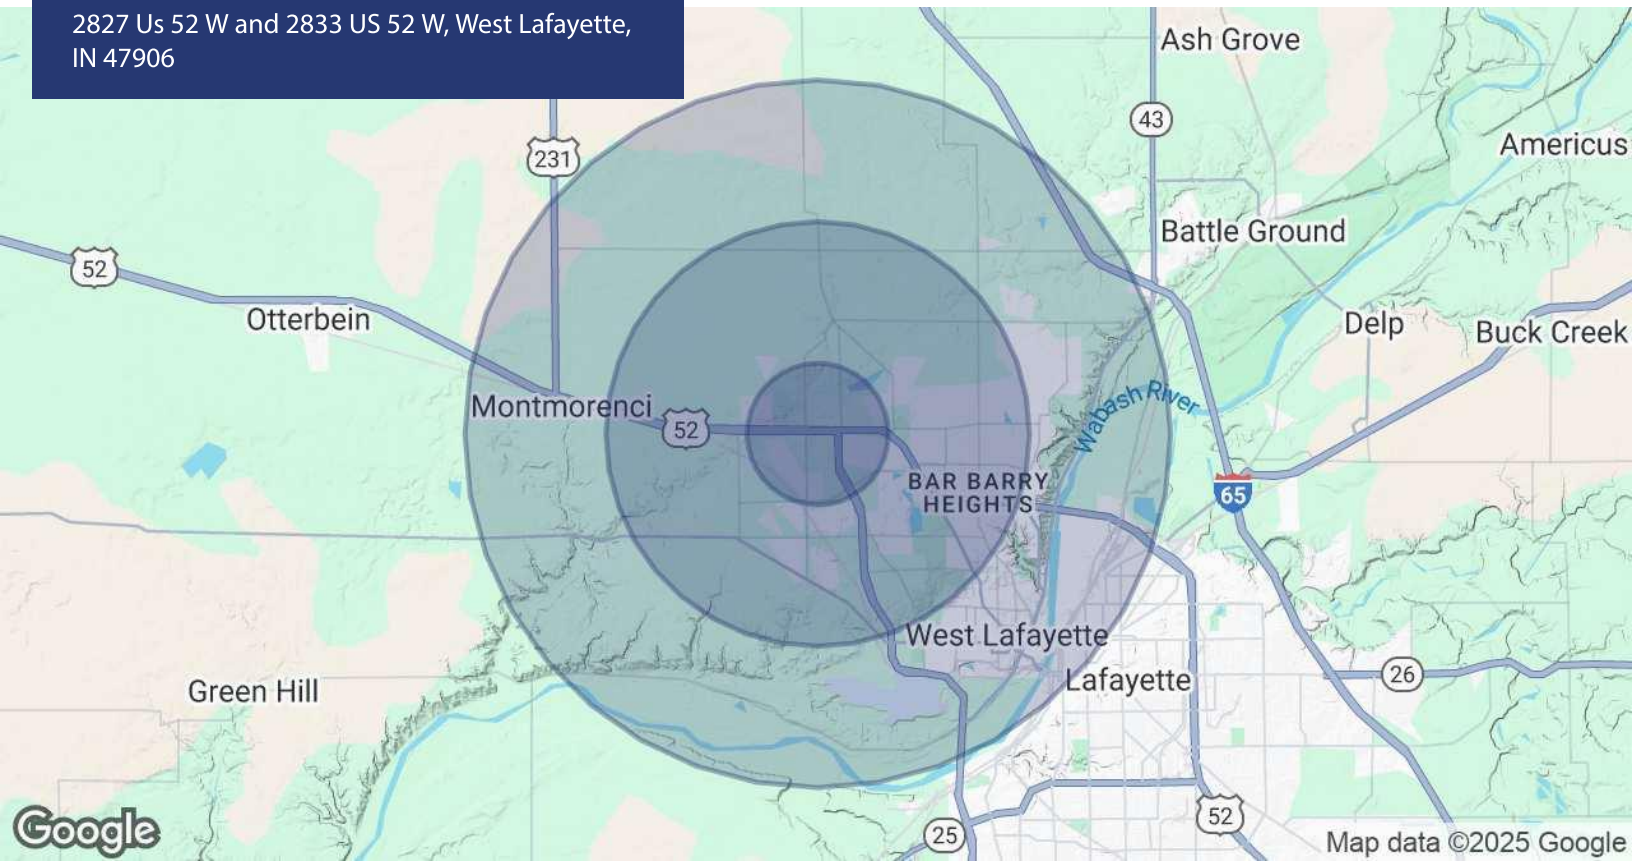 2827 Us 52 W and 2833 US 52 W, West Lafayette,
IN 47906
Ash Grove
43
231
Americus
Battle Ground
52
Otterbein
Delp
Buck Creek
Montmorenci
52
Wabash River
BAR BARRY
HEIGHTS
65
West Lafayette
Lafayette
26
Green Hill
52
25
Google
Map data ©2025 Google